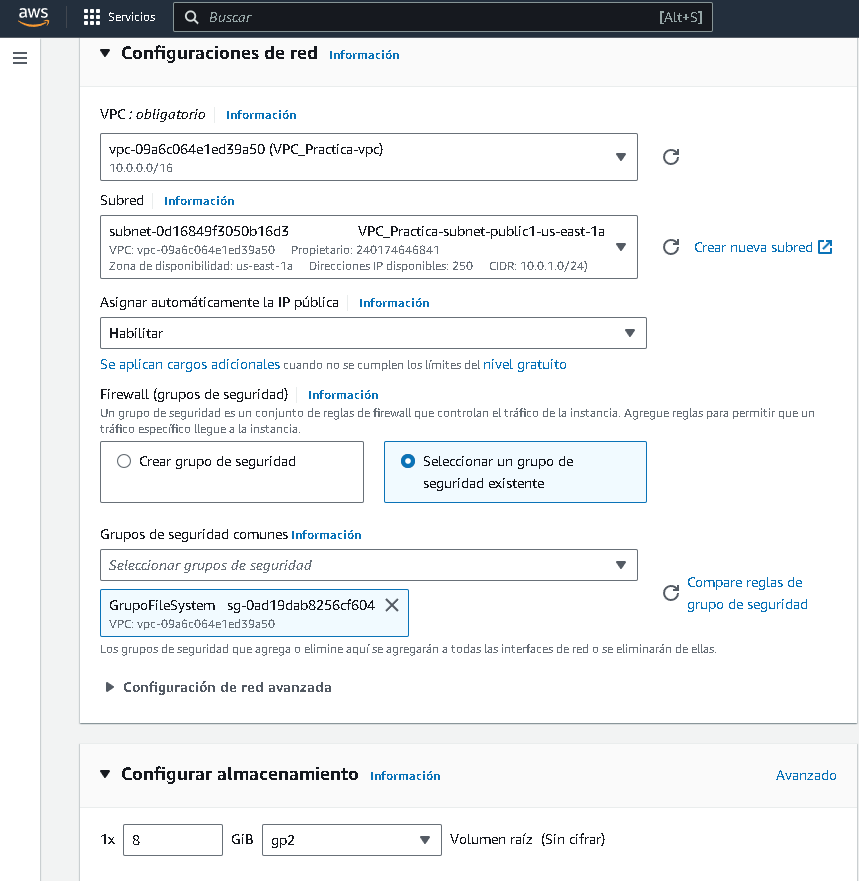 aws
Servicios
Buscar
[Alt+S]
Configuraciones de red Información
VPC : obligatorio Información
vpc-09a6c064e1ed39a50 (VPC_Practica-vpc)
10.0.0.0/16
Subred Información
subnet-0d16849f3050b16d3 VPC_Practica-subnet-public1-us-east-1a
VPC: vpc-09a6c064e1ed39a50 Propietario: 240174646841
Zona de disponibilidad: us-east-1a Direcciones IP disponibles: 250 CIDR: 10.0.1.0/24)
Crear nueva subred
Asignar automáticamente la IP pública Información
Habilitar
Se aplican cargos adicionales cuando no se cumplen los límites del nivel gratuito
Firewall (grupos de seguridad) Información
Un grupo de seguridad es un conjunto de reglas de firewall que controlan el tráfico de la instancia. Agregue reglas para permitir que un
tráfico específico llegue a la instancia.
Crear grupo de seguridad
Seleccionar un grupo de
seguridad existente
Grupos de seguridad comunes Información
Seleccionar grupos de seguridad
GrupoFileSystem sg-0ad19dab8256cf604
VPC: vpc-09a6c064e1ed39a50
Compare reglas de
grupo de seguridad
Los grupos de seguridad que agrega o elimine aquí se agregarán a todas las interfaces de red o se eliminarán de ellas.
Configuración de red avanzada
Configurar almacenamiento Información
Avanzado
1x 8 GiB gp2 Volumen raíz (Sin cifrar)